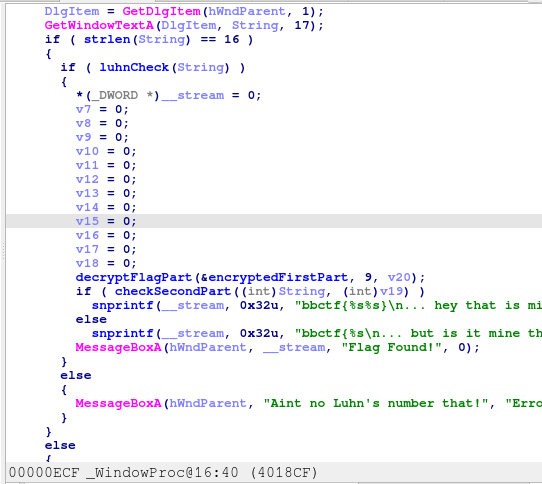 DlgItem = GetDlgItem(hWndParent, 1);
GetWindowTextA(DlgItem, String, 17);
if ( strlen(String) == 16 )
{
if ( luhnCheck(String) )
{
*(_DWORD *)__stream = 0;
v7 = 0;
v8 = 0;
v9 = 0;
v10 = 0;
v11 = 0;
v12 = 0;
v13 = 0;
v14 = 0;
v15 = 0;
v16 = 0;
v17 = 0;
v18 = 0;
decryptFlagPart(&encryptedFirstPart, 9, v20);
if ( checkSecondPart((int)String, (int)v19) )
snprintf(__stream, 0x32u, "bbctf{%s%s}\n... hey that is mi
else
snprintf(__stream, 0x32u, "bbctf{%s\n... but is it mine th
MessageBoxA(hWndParent, __stream, "Flag Found!", 0);
}
else
{
MessageBoxA(hWndParent, "Aint no Luhn's number that!", "Erro
}
}
else
{
00000ECF _WindowProc@16:40 (4018CF)